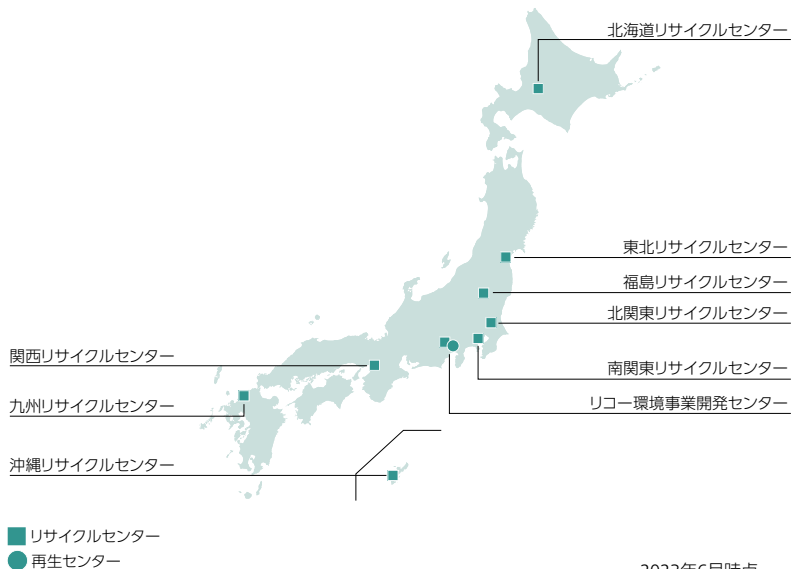 北海道リサイクルセンター
東北リサイクルセンター
福島リサイクルセンター
北関東リサイクルセンター
関西リサイクルセンター
南関東リサイクルセンター
九州リサイクルセンター
リコー環境事業開発センター
沖縄リサイクルセンター
リサイクルセンター
再生センター